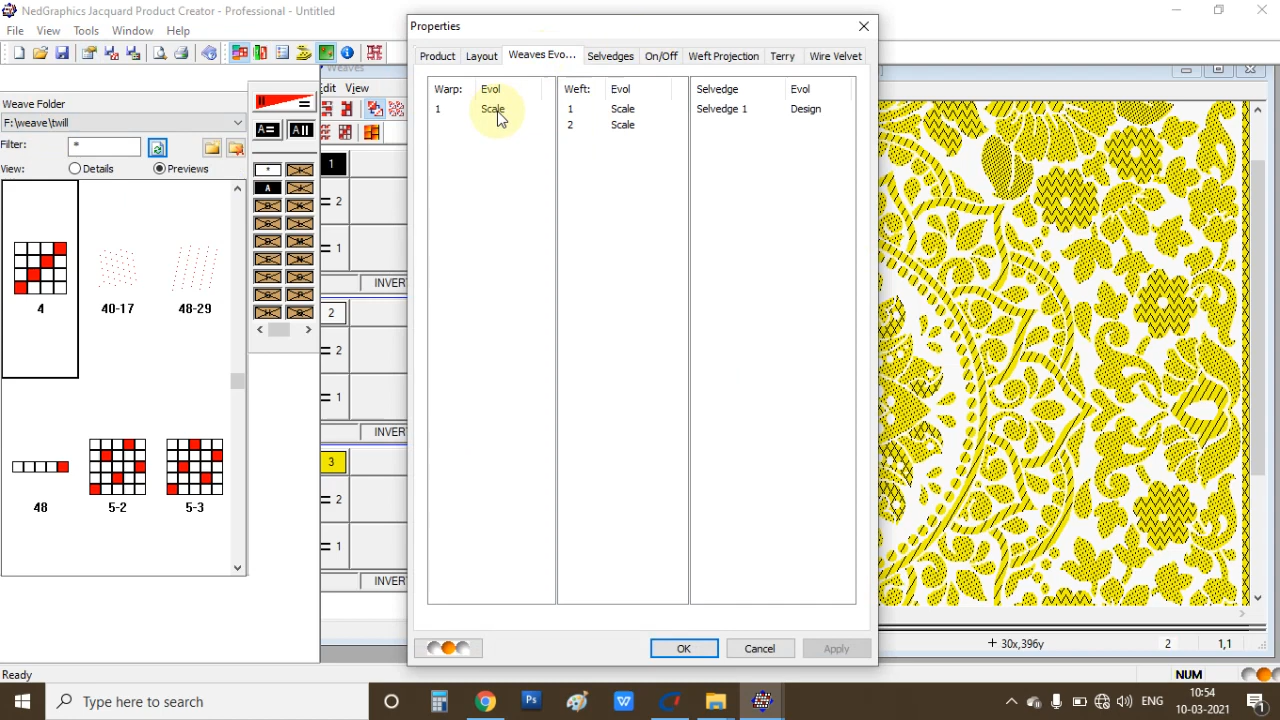 NedGraphics Jacquard Product Creator - Professional - Untitled
File View Tools Window Help
Weave Folder
F:\weave\twill
Filter: *
View: Details Previews
4
40-17
48-29
48
5-2
5-3
A= A
*
A
Weaves
dit View
1
= 2
= 1
INVER
2
= 2
= 1
INVER
3
= 2
= 1
INVER
Properties
Product Layout Weaves Evo... Selvedges On/Off Weft Projection Terry Wire Velvet
Warp: Evol Weft: Evol Selvedge Evol
1 Scale 1 Scale Selvedge 1 Design
2 Scale
OK Cancel Apply
30x,396y 2 1,1
Ready NUM
Type here to search
ENG
10:54
10-03-2021
1